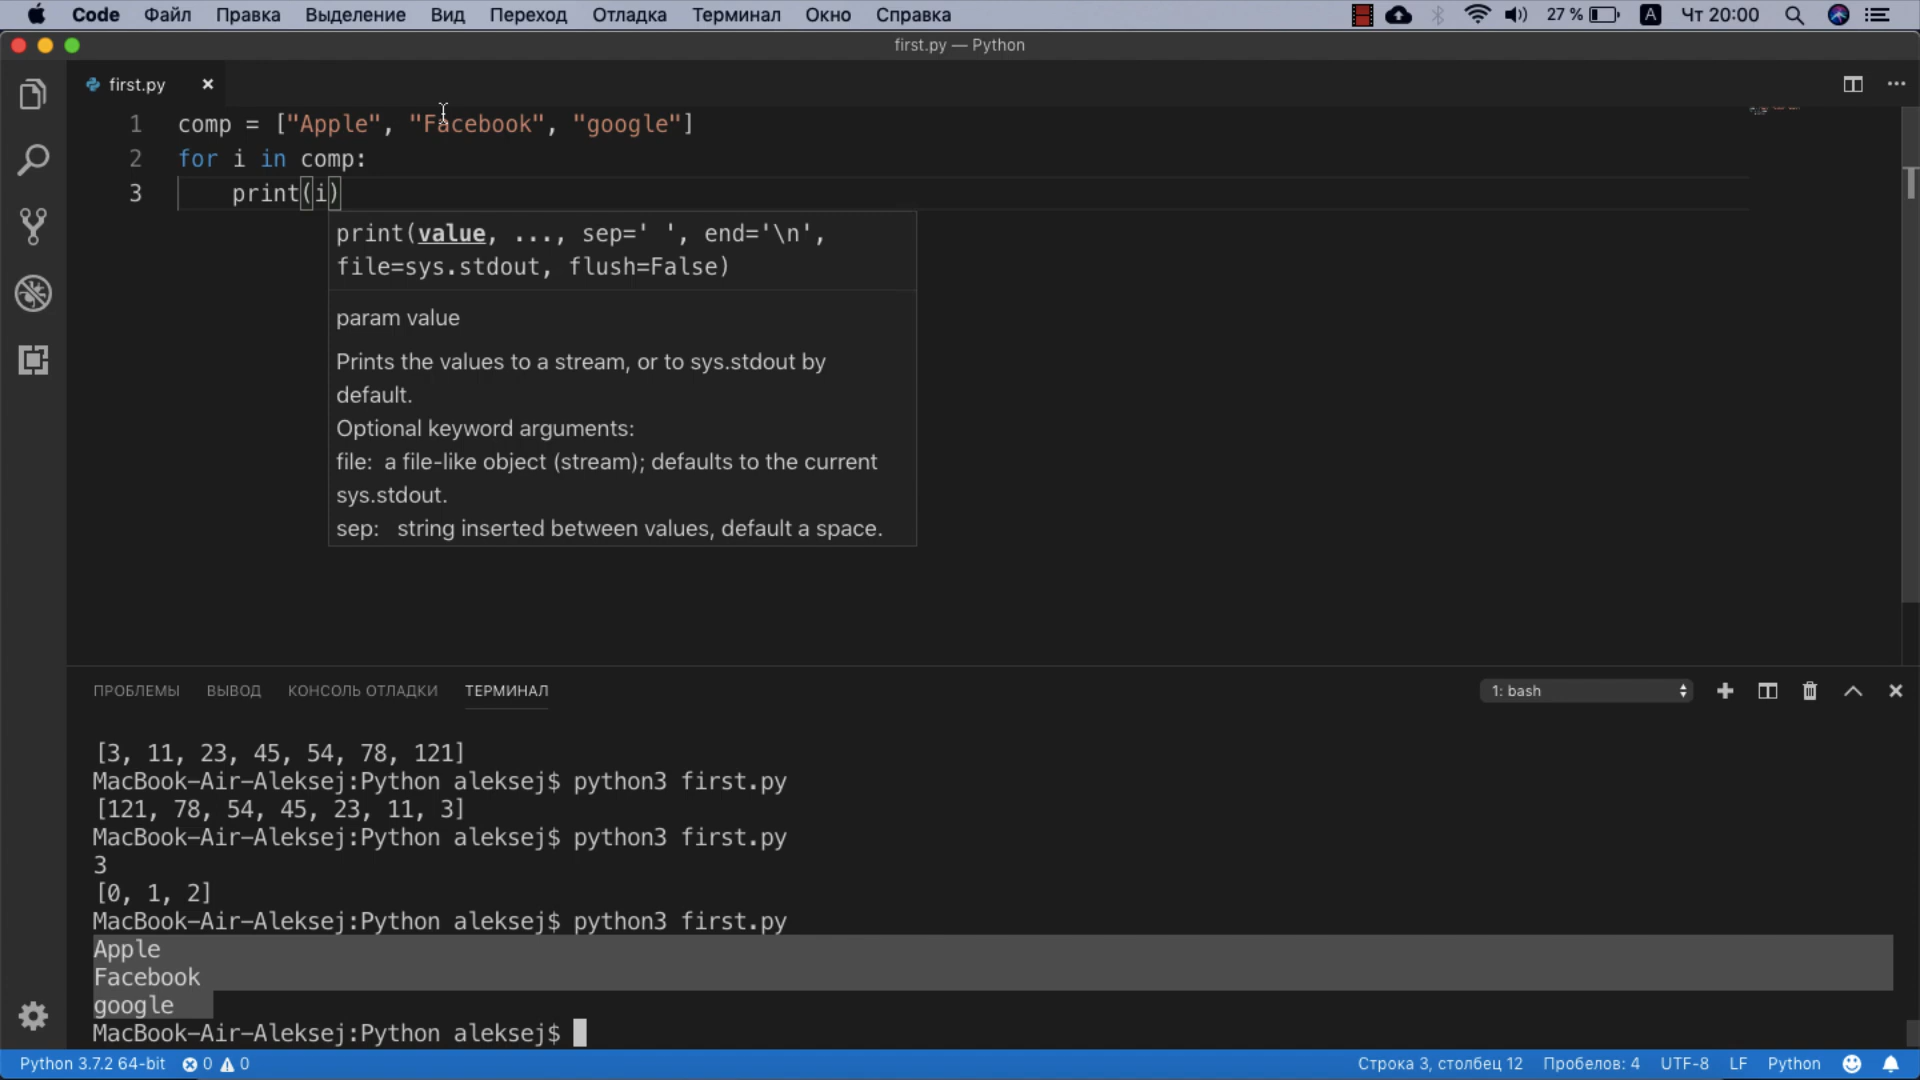 Code Файл Правка Выделение Вид Переход Отладка Терминал Окно Справка 27 % A Чт 20:00
first.py — Python
first.py
1 comp = ["Apple", "Facebook", "google"]
2 for i in comp:
3 print(i)
print(value, ..., sep=' ', end='\n',
file=sys.stdout, flush=False)
param value
Prints the values to a stream, or to sys.stdout by
default.
Optional keyword arguments:
file: a file-like object (stream); defaults to the current
sys.stdout.
sep: string inserted between values, default a space.
ПРОБЛЕМЫ ВЫВОД КОНСОЛЬ ОТЛАДКИ ТЕРМИНАЛ 1: bash
[3, 11, 23, 45, 54, 78, 121]
MacBook-Air-Aleksej:Python aleksej$ python3 first.py
[121, 78, 54, 45, 23, 11, 3]
MacBook-Air-Aleksej:Python aleksej$ python3 first.py
3
[0, 1, 2]
MacBook-Air-Aleksej:Python aleksej$ python3 first.py
Apple
Facebook
google
MacBook-Air-Aleksej:Python aleksej$
Python 3.7.2 64-bit 0 0 Строка 3, столбец 12 Пробелов: 4 UTF-8 LF Python